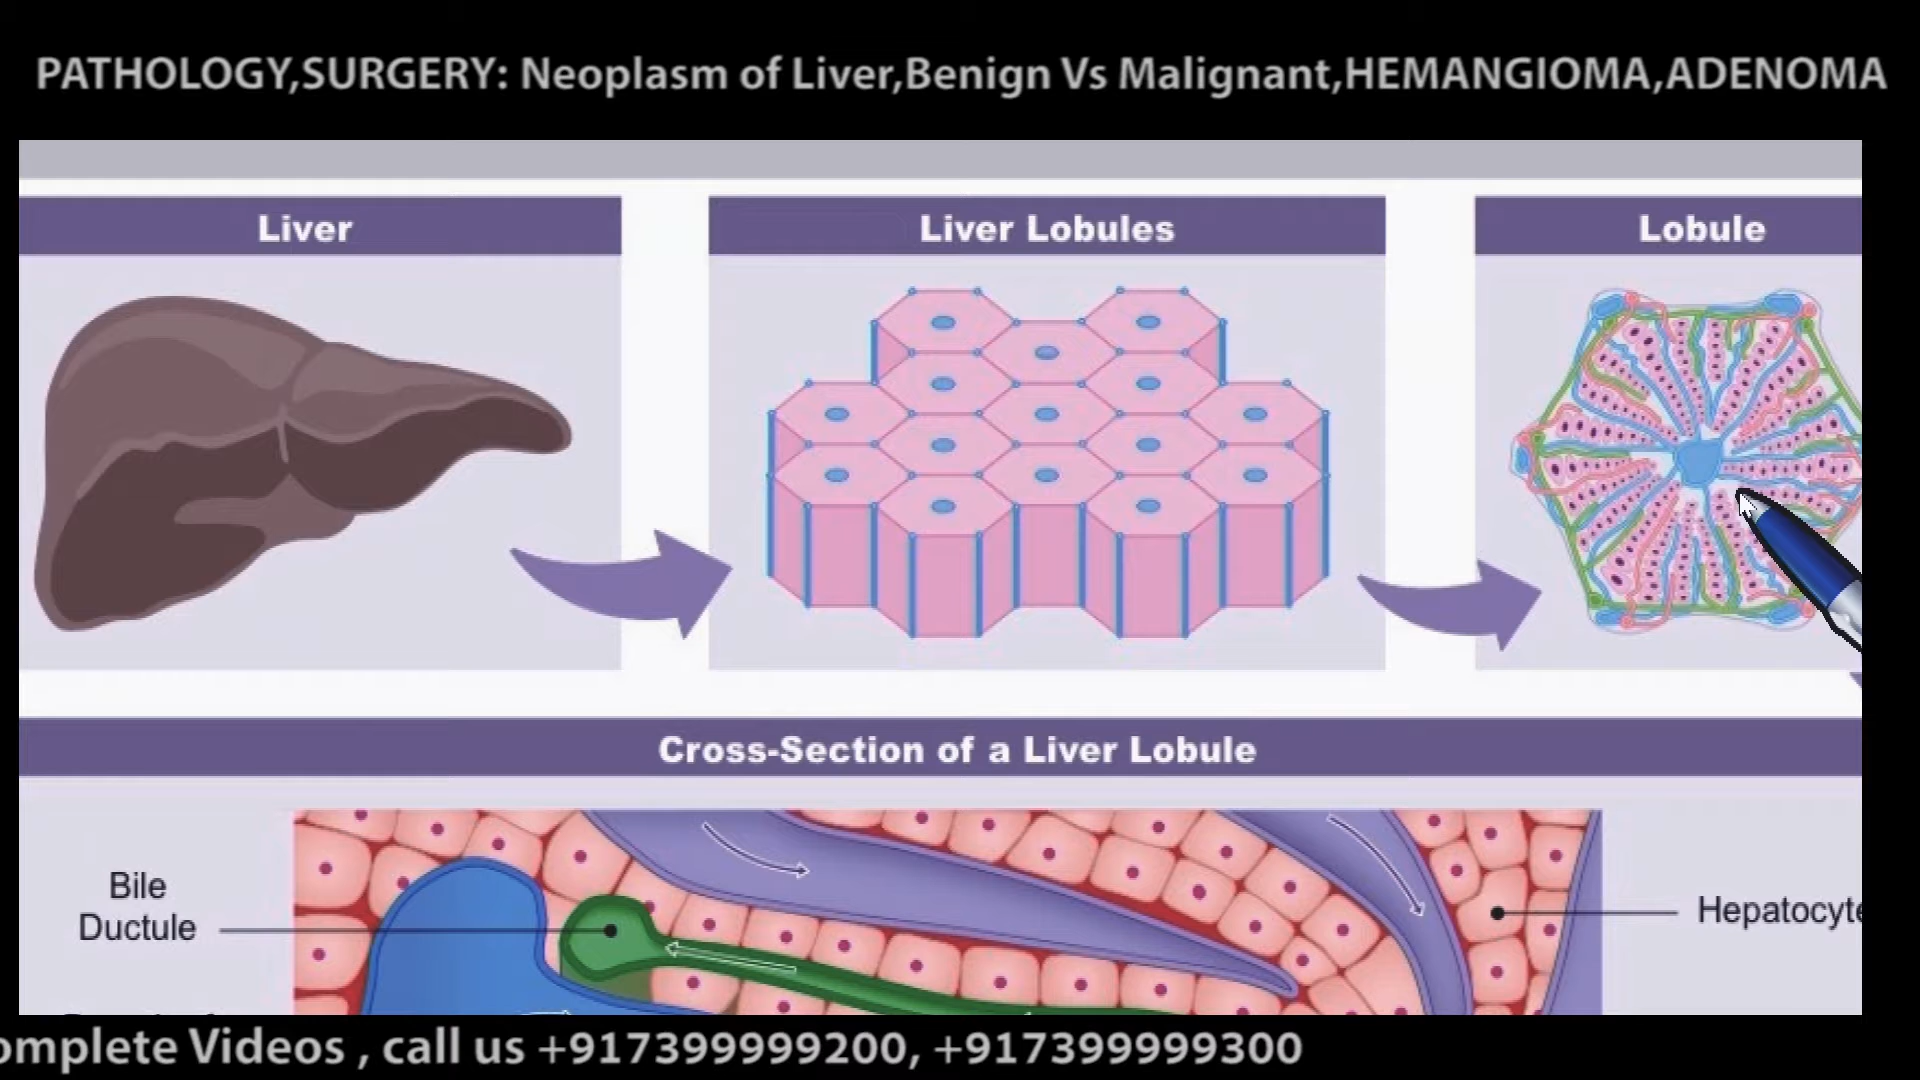 PATHOLOGY,SURGERY: Neoplasm of Liver,Benign Vs Malignant,HEMANGIOMA,ADENOMA
Liver
Liver Lobules
Lobule
Cross-Section of a Liver Lobule
Bile
Ductule
Hepatocyte
omplete Videos , call us +917399999200, +917399999300